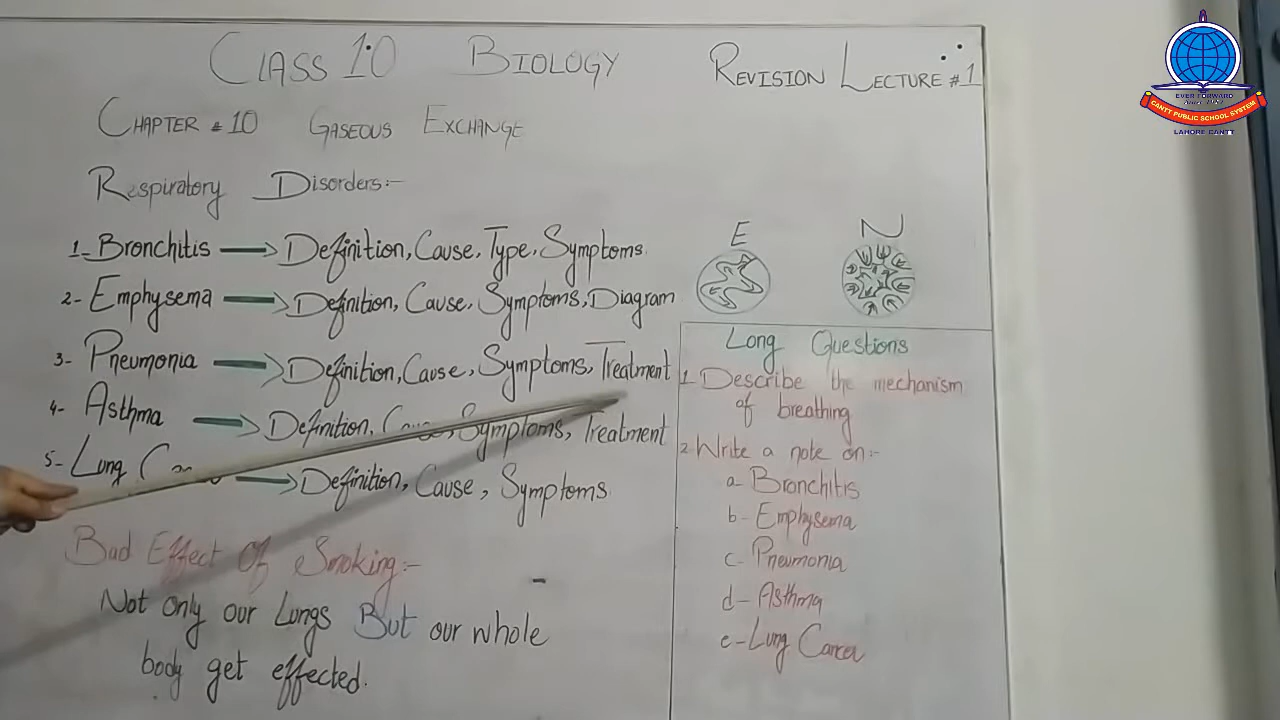 CLASS 10 BIOLOGY REVISION LECTURE #1
CHAPTER # 10 GASEOUS EXCHANGE
Respiratory Disorders:-
1- Bronchitis → Definition, Cause, Type, Symptoms.
2- Emphysema → Definition, Cause, Symptoms, Diagram
3- Pneumonia → Definition, Cause, Symptoms, Treatment
4- Asthma → Definition, Cause, Symptoms, Treatment
5- Lung → Definition, Cause, Symptoms.
Bad Effect Of Smoking:-
Not Only our Lungs But our whole
body get effected.
E N
Long Questions
1. Describe the mechanism
of breathing
2. Write a note on:-
a- Bronchitis
b- Emphysema
c- Pneumonia
d- Asthma
e- Lung Cancer
EVER FORWARD
CANTT PUBLIC SCHOOL SYSTEM
LAHORE CANTT